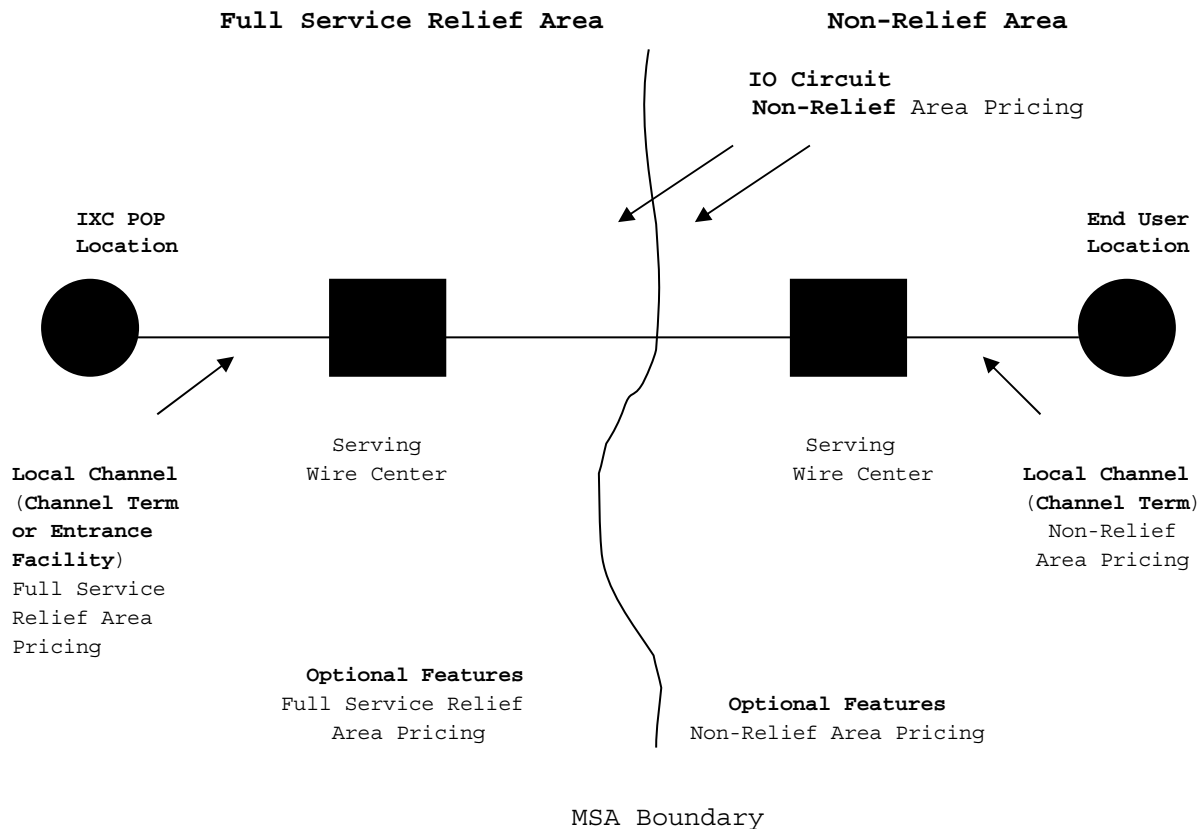 Full Service Relief Area
Non-Relief Area
IO Circuit
Non-Relief Area Pricing
IXC POP
Location
End User
Location
Serving
Wire Center
Serving
Wire Center
Local Channel
(Channel Term
or Entrance
Facility)
Full Service
Relief Area
Pricing
Local Channel
(Channel Term)
Non-Relief
Area Pricing
Optional Features
Full Service Relief
Area Pricing
Optional Features
Non-Relief Area Pricing
MSA Boundary